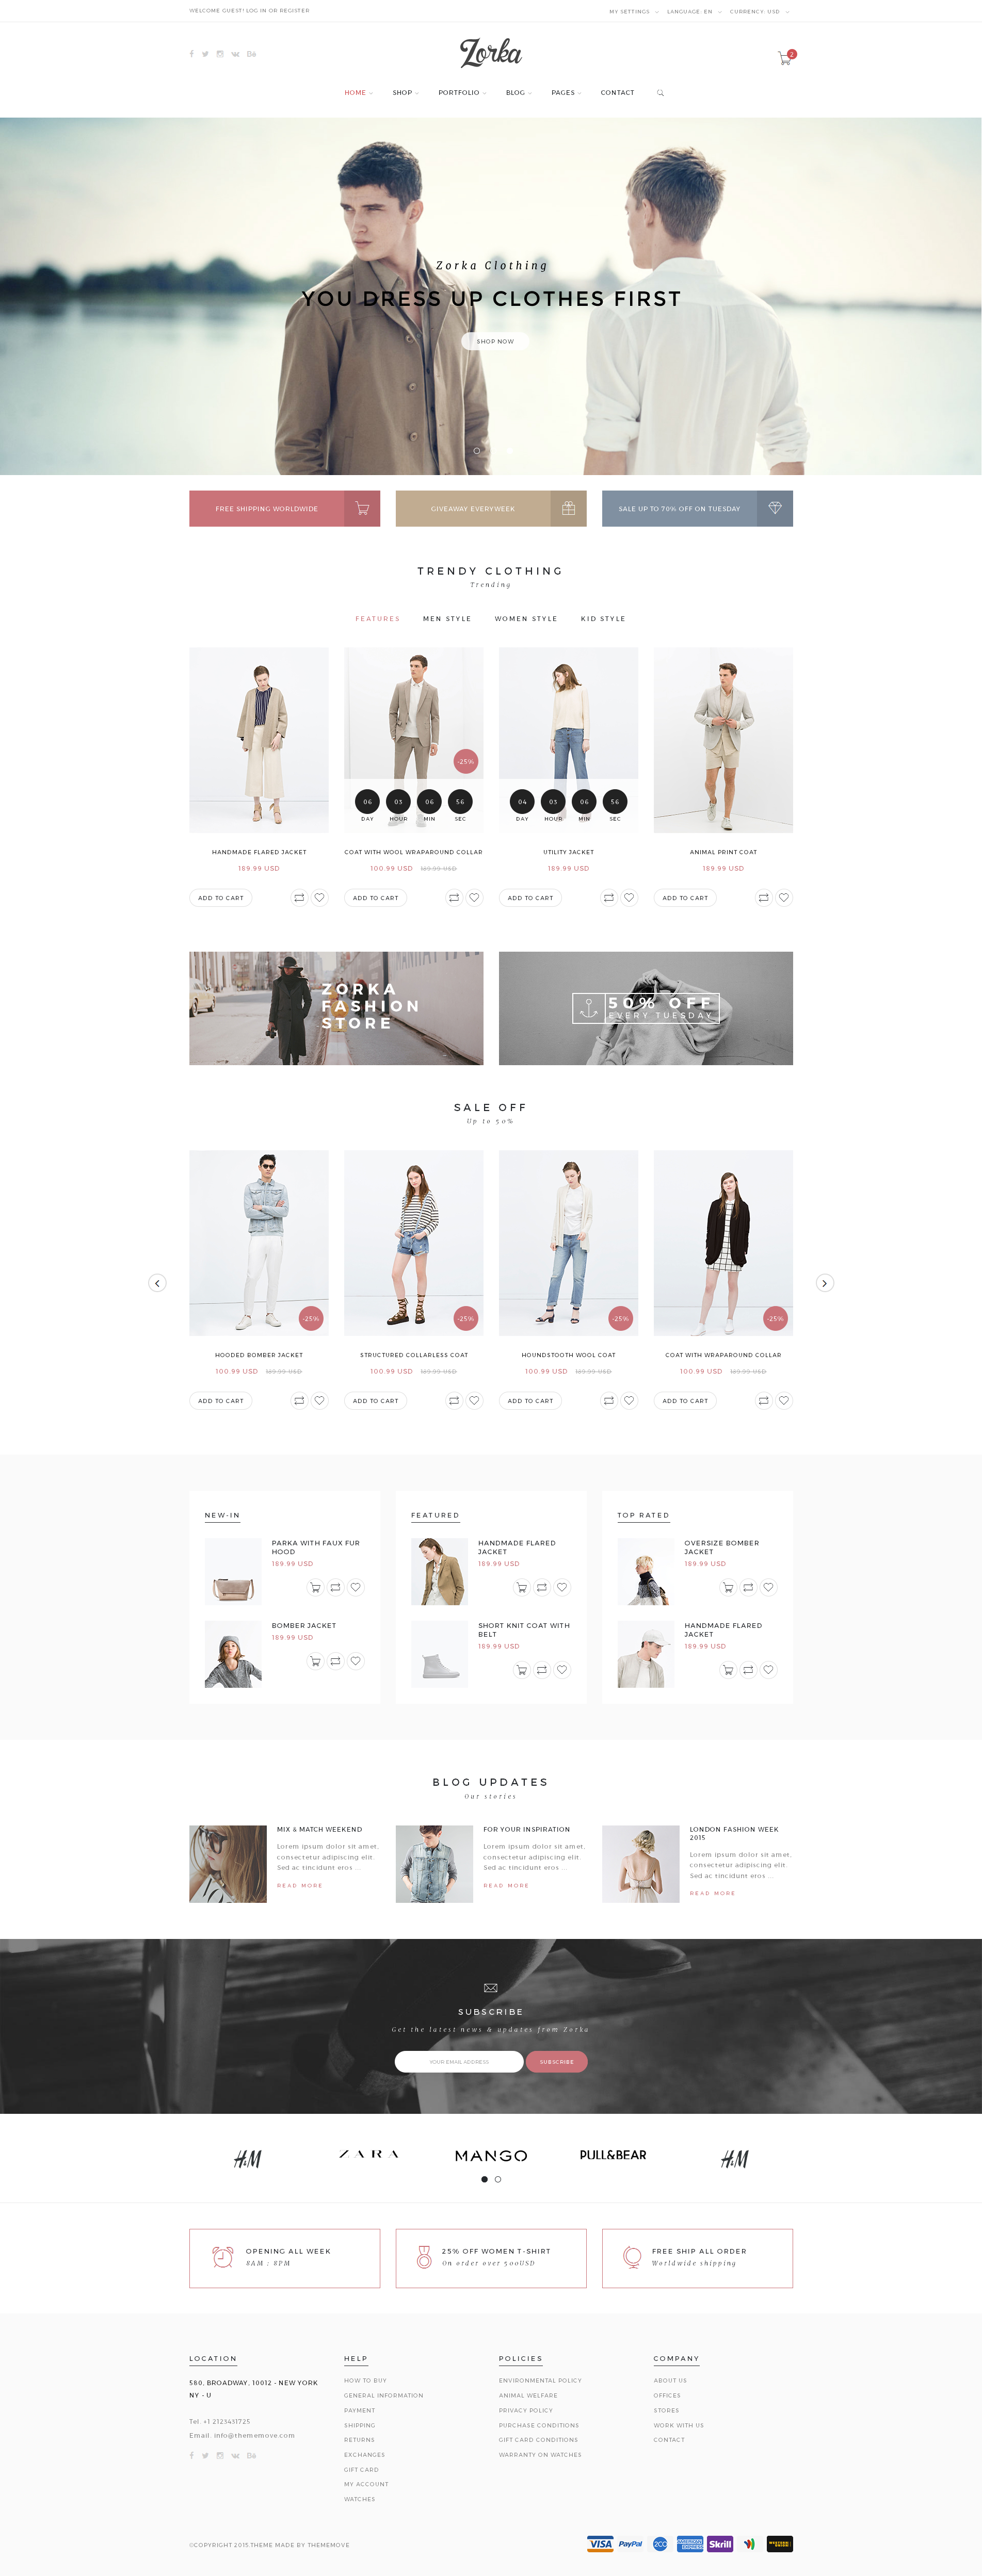 WELCOME GUEST! LOG IN OR REGISTER
MY SETTINGS LANGUAGE: EN CURRENCY: USD
Zorka
2
HOME SHOP PORTFOLIO BLOG PAGES CONTACT
Zorka Clothing
YOU DRESS UP CLOTHES FIRST
SHOP NOW
FREE SHIPPING WORLDWIDE
GIVEAWAY EVERYWEEK
SALE UP TO 70% OFF ON TUESDAY
TRENDY CLOTHING
Trending
FEATURES MEN STYLE WOMEN STYLE KID STYLE
-25%
06 03 06 56
DAY HOUR MIN SEC
04 03 06 56
DAY HOUR MIN SEC
HANDMADE FLARED JACKET
189.99 USD
ADD TO CART
COAT WITH WOOL WRAPAROUND COLLAR
100.99 USD 189.99 USD
ADD TO CART
UTILITY JACKET
189.99 USD
ADD TO CART
ANIMAL PRINT COAT
189.99 USD
ADD TO CART
MANHATTAN
ZORKA
FASHION
STORE
50% OFF
EVERY TUESDAY
SALE OFF
Up to 50%
-25%
HOODED BOMBER JACKET
100.99 USD 189.99 USD
ADD TO CART
-25%
STRUCTURED COLLARLESS COAT
100.99 USD 189.99 USD
ADD TO CART
-25%
HOUNDSTOOTH WOOL COAT
100.99 USD 189.99 USD
ADD TO CART
-25%
COAT WITH WRAPAROUND COLLAR
100.99 USD 189.99 USD
ADD TO CART
NEW-IN
PARKA WITH FAUX FUR
HOOD
189.99 USD
BOMBER JACKET
189.99 USD
FEATURED
HANDMADE FLARED
JACKET
189.99 USD
SHORT KNIT COAT WITH
BELT
189.99 USD
TOP RATED
OVERSIZE BOMBER
JACKET
189.99 USD
HANDMADE FLARED
JACKET
189.99 USD
BLOG UPDATES
Our stories
MIX & MATCH WEEKEND
Lorem ipsum dolor sit amet,
consectetur adipiscing elit.
Sed ac tincidunt eros ...
READ MORE
FOR YOUR INSPIRATION
Lorem ipsum dolor sit amet,
consectetur adipiscing elit.
Sed ac tincidunt eros ...
READ MORE
LONDON FASHION WEEK
2015
Lorem ipsum dolor sit amet,
consectetur adipiscing elit.
Sed ac tincidunt eros ...
READ MORE
SUBSCRIBE
Get the latest news & updates from Zorka
YOUR EMAIL ADDRESS
SUBSCRIBE
H&M ZARA MANGO PULL&BEAR H&M
OPENING ALL WEEK
8AM : 8PM
25% OFF WOMEN T-SHIRT
On order over 500USD
FREE SHIP ALL ORDER
Worldwide shipping
LOCATION
580, BROADWAY, 10012 - NEW YORK
NY - U
Tel: +1 2123431725
Email: info@thememove.com
HELP
HOW TO BUY
GENERAL INFORMATION
PAYMENT
SHIPPING
RETURNS
EXCHANGES
GIFT CARD
MY ACCOUNT
WATCHES
POLICIES
ENVIRONMENTAL POLICY
ANIMAL WELFARE
PRIVACY POLICY
PURCHASE CONDITIONS
GIFT CARD CONDITIONS
WARRANTY ON WATCHES
COMPANY
ABOUT US
OFFICES
STORES
WORK WITH US
CONTACT
©COPYRIGHT 2015.THEME MADE BY THEMEMOVE
VISA PayPal 2CO AMERICAN EXPRESS Skrill WESTERN UNION